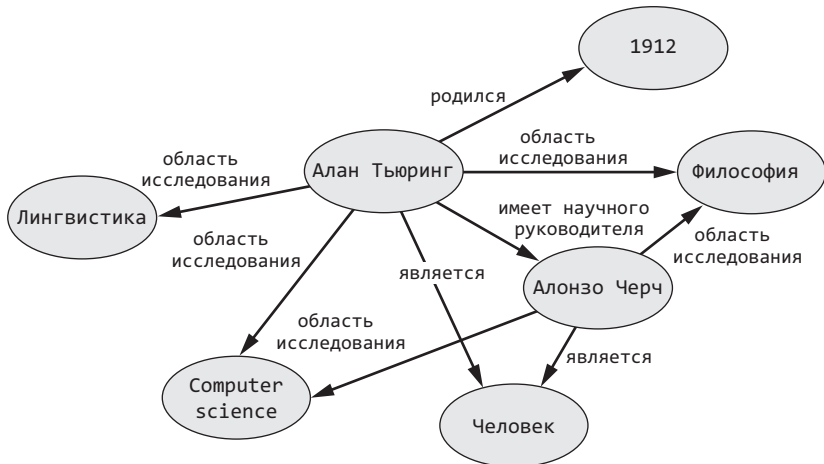 1912
родился
Алан Тьюринг
область
исследования
Философия
область
исследования
Лингвистика
имеет научного
руководителя
область
исследования
область
исследования
является
Алонзо Черч
область
исследования
является
Computer
science
Человек